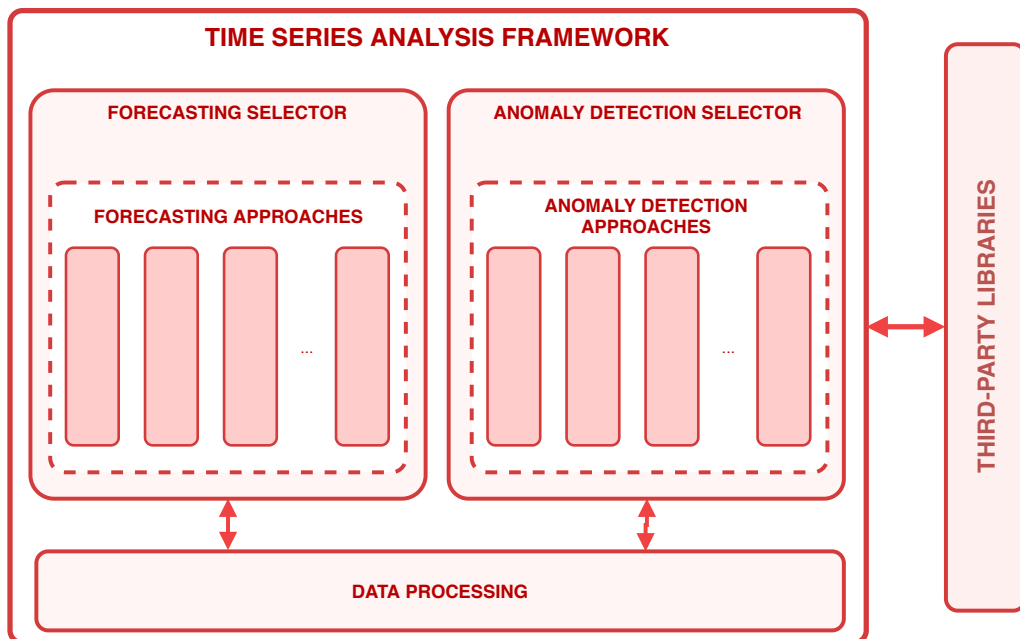 TIME SERIES ANALYSIS FRAMEWORK
FORECASTING SELECTOR
ANOMALY DETECTION SELECTOR
FORECASTING APPROACHES
ANOMALY DETECTION
APPROACHES
...
...
DATA PROCESSING
THIRD-PARTY LIBRARIES